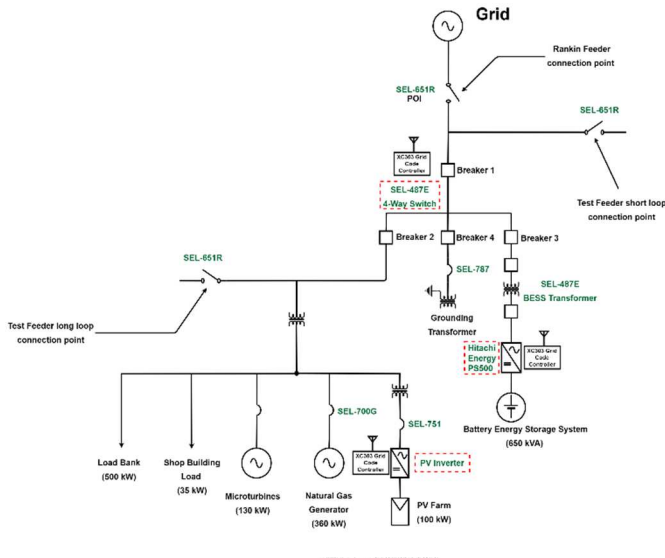 Grid
Rankin Feeder
connection point
SEL-651R
POI
SEL-651R
XC303 Grid
Code
Controller
Breaker 1
SEL-487E
4-Way Switch
Test Feeder short loop
connection point
Breaker 2
Breaker 4
Breaker 3
SEL-651R
SEL-787
SEL-487E
BESS Transformer
Grounding
Transformer
Test Feeder long loop
connection point
Hitachi
Energy
PS500
XC303 Grid
Code
Controller
SEL-700G
SEL-751
Battery Energy Storage System
(650 kVA)
Load Bank
(500 kW)
Shop Building
Load
(35 kW)
Microturbines
(130 kW)
Natural Gas
Generator
(360 kW)
XC303 Grid
Code
Controller
PV Inverter
PV Farm
(100 kW)